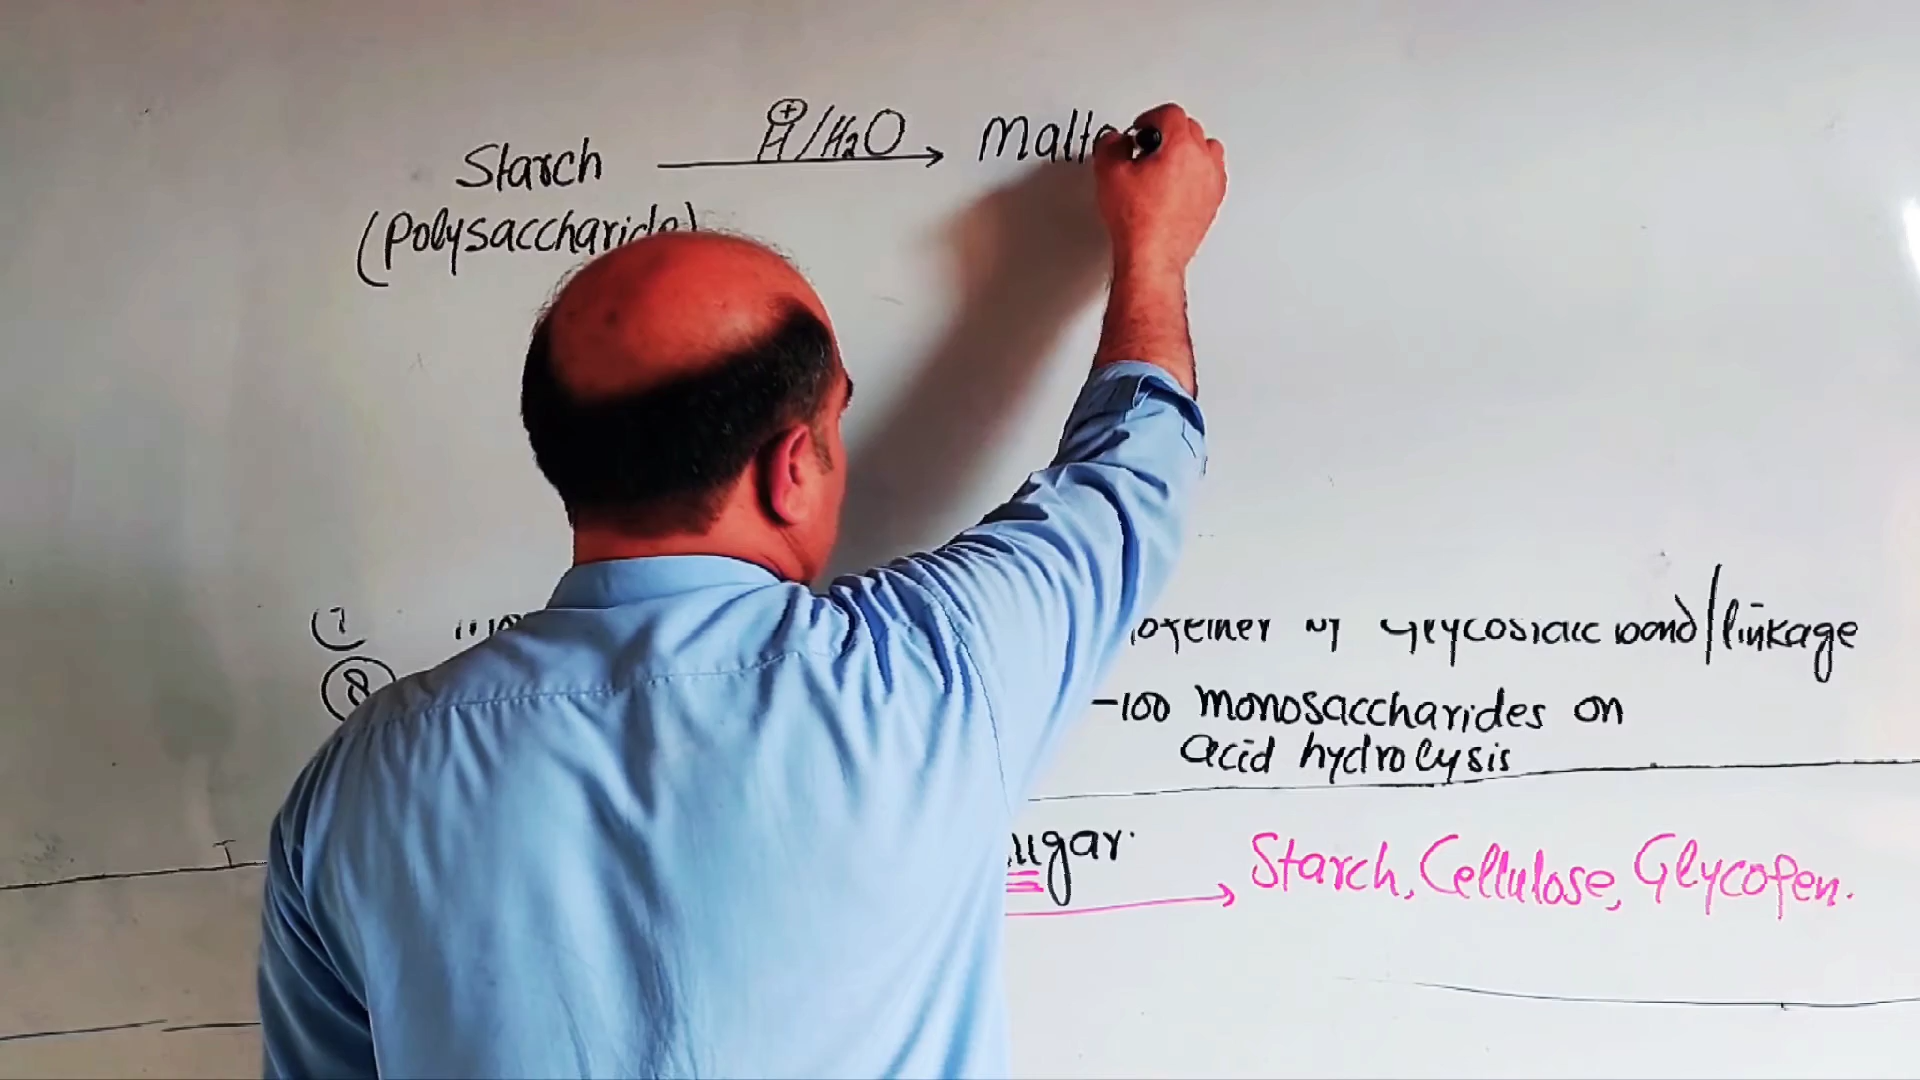 Starch ⊕H/H₂O → Malto
(Polysaccharide)
7 together by Glycosidic bond/linkage
8 -100 monosaccharides on
acid hydrolysis
sugar.
→ Starch, Cellulose, Glycogen.